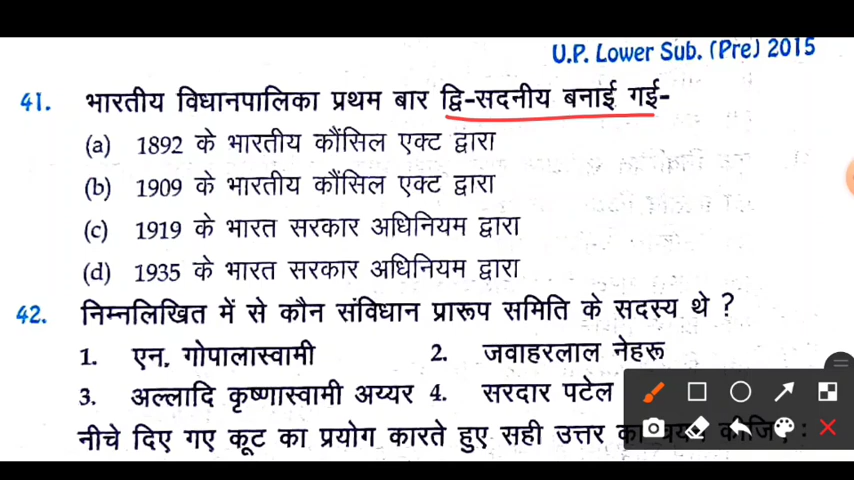 U.P. Lower Sub. (Pre) 2015
41. भारतीय विधानपालिका प्रथम बार द्वि-सदनीय बनाई गई-
(a) 1892 के भारतीय कौंसिल एक्ट द्वारा
(b) 1909 के भारतीय कौंसिल एक्ट द्वारा
(c) 1919 के भारत सरकार अधिनियम द्वारा
(d) 1935 के भारत सरकार अधिनियम द्वारा
42. निम्नलिखित में से कौन संविधान प्रारूप समिति के सदस्य थे ?
1. एन. गोपालास्वामी 2. जवाहरलाल नेहरू
3. अल्लादि कृष्णास्वामी अय्यर 4. सरदार पटेल
नीचे दिए गए कूट का प्रयोग कारते हुए सही उत्तर का कीजिए :